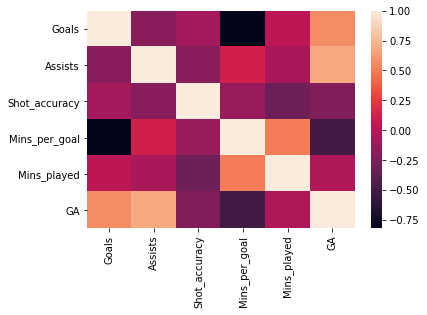 Goals
Assists
Shot_accuracy
Mins_per_goal
Mins_played
GA
Goals
Assists
Shot_accuracy
Mins_per_goal
Mins_played
GA
1.00
0.75
0.50
0.25
0.00
−0.25
−0.50
−0.75